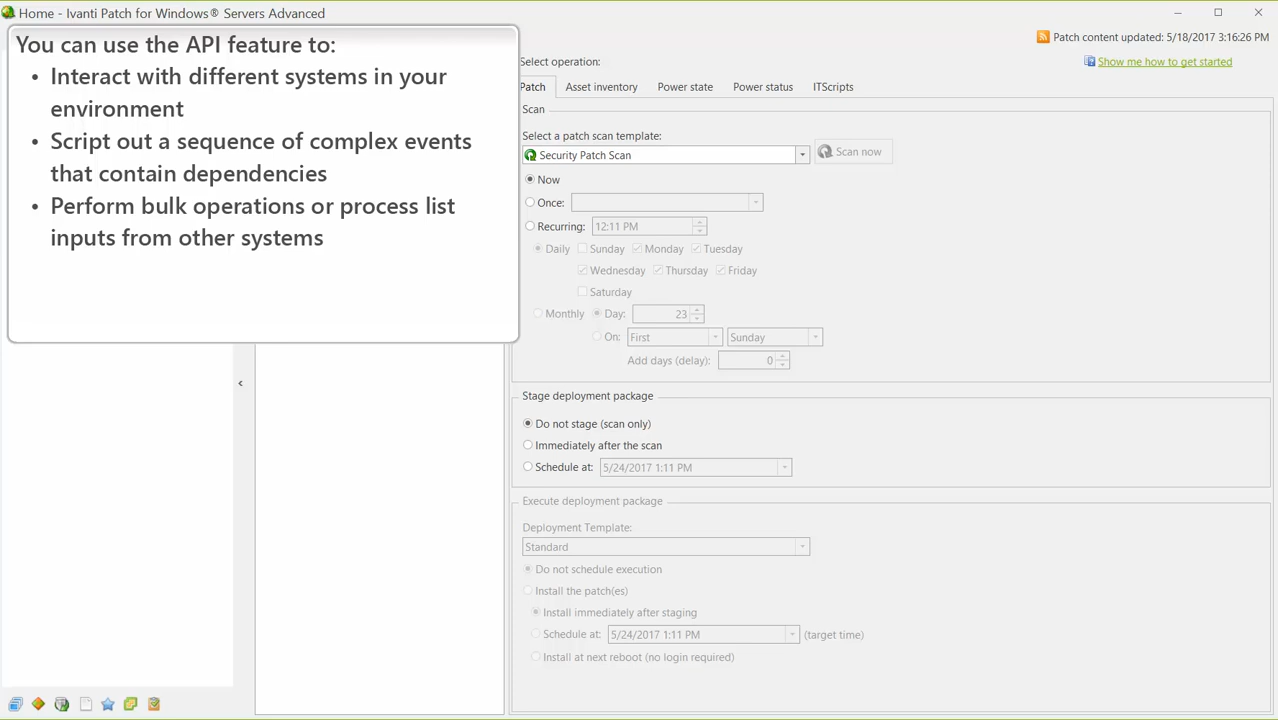 Home - Ivanti Patch for Windows® Servers Advanced
You can use the API feature to:
• Interact with different systems in your
environment
• Script out a sequence of complex events
that contain dependencies
• Perform bulk operations or process list
inputs from other systems
Patch content updated: 5/18/2017 3:16:26 PM
Show me how to get started
Select operation:
Patch Asset inventory Power state Power status ITScripts
Scan
Select a patch scan template:
Security Patch Scan Scan now
Now
Once:
Recurring: 12:11 PM
Daily Sunday Monday Tuesday
Wednesday Thursday Friday
Saturday
Monthly Day: 23
On: First Sunday
Add days (delay): 0
Stage deployment package
Do not stage (scan only)
Immediately after the scan
Schedule at: 5/24/2017 1:11 PM
Execute deployment package
Deployment Template:
Standard
Do not schedule execution
Install the patch(es)
Install immediately after staging
Schedule at: 5/24/2017 1:11 PM (target time)
Install at next reboot (no login required)